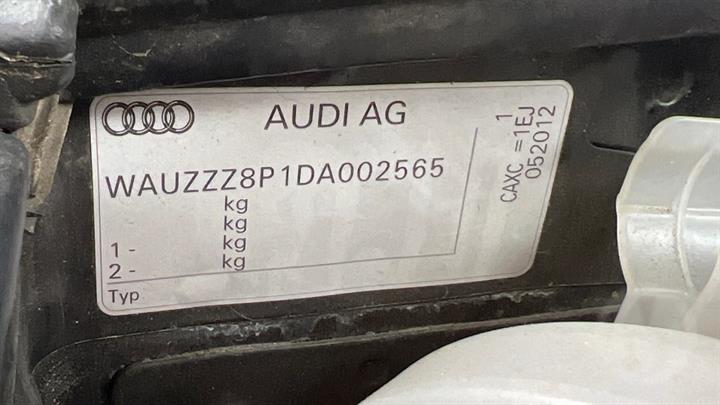 AUDI AG
WAUZZZ8P1DA002565
kg
kg
1 - kg
2 - kg
Typ
1
CAXC =1EJ
052012